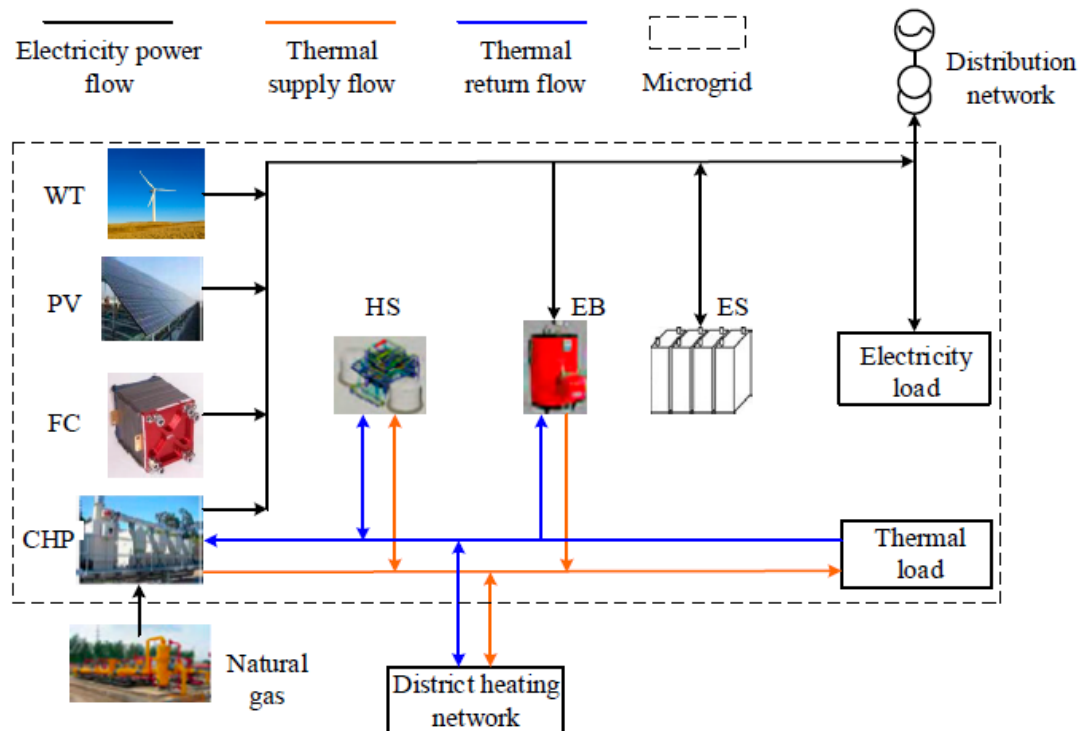 Electricity power
flow
Thermal
supply flow
Thermal
return flow
Microgrid
Distribution
network
WT
PV
HS
EB
ES
Electricity
load
FC
CHP
Thermal
load
Natural
gas
District heating
network